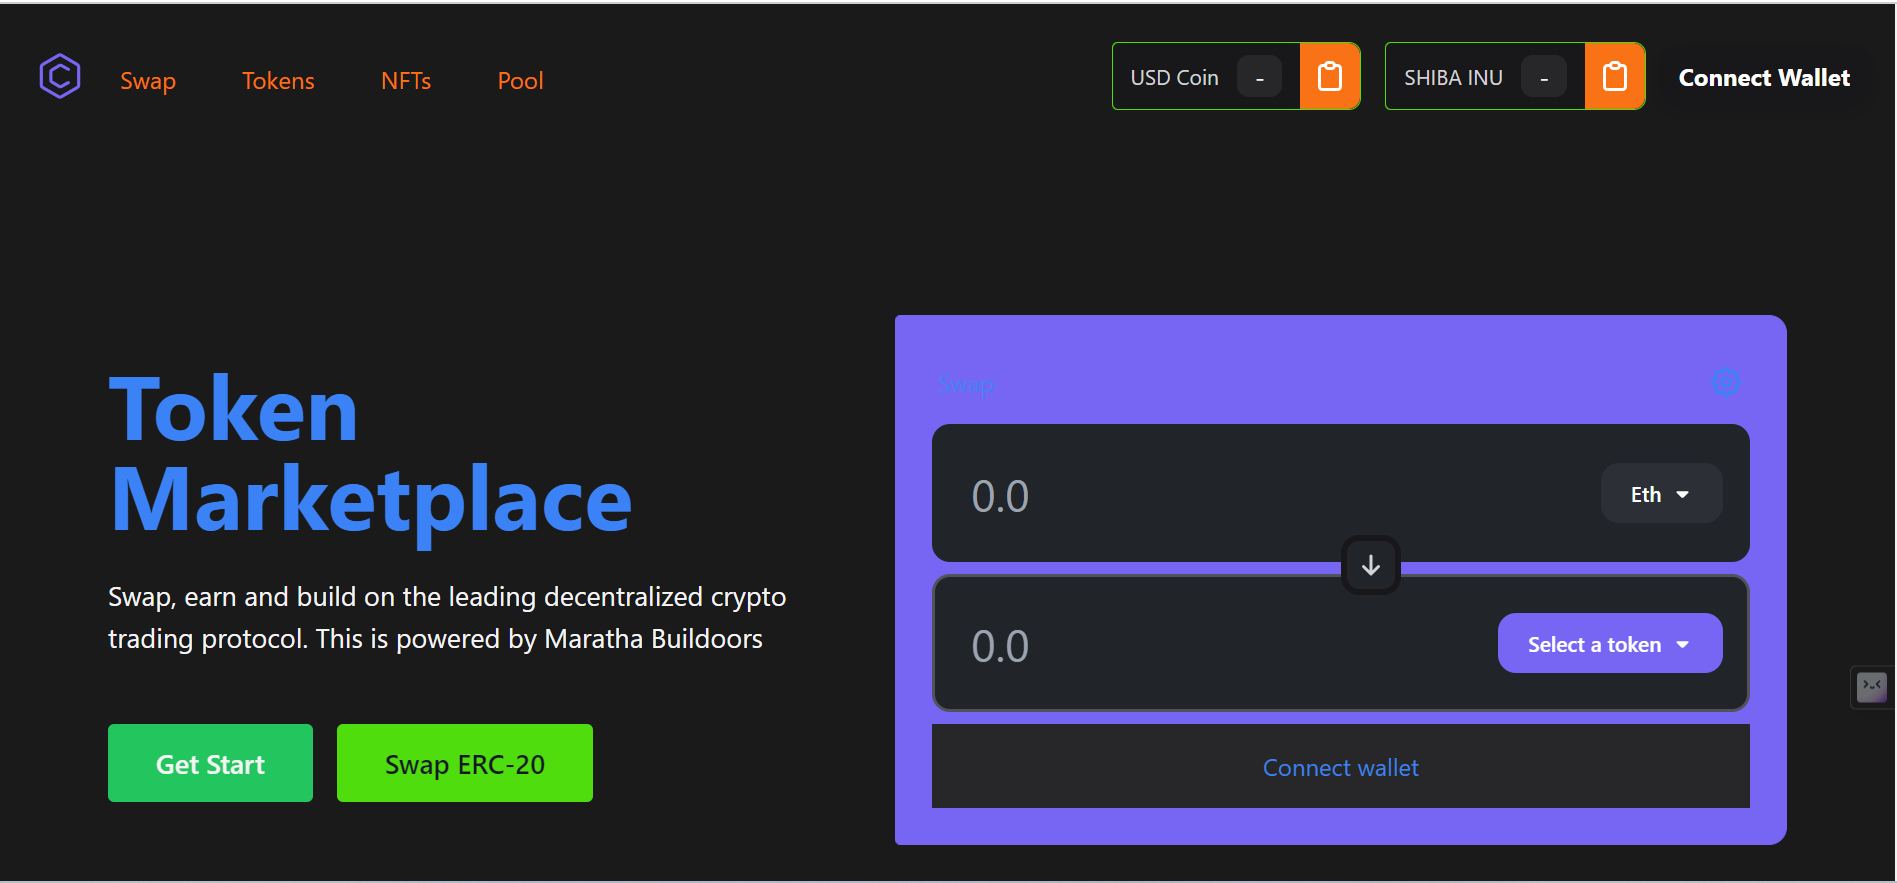 Swap Tokens NFTs Pool USD Coin - SHIBA INU - Connect Wallet
Token
Marketplace
Swap, earn and build on the leading decentralized crypto
trading protocol. This is powered by Maratha Buildoors
Get Start Swap ERC-20
Swap
0.0 Eth
0.0 Select a token
Connect wallet